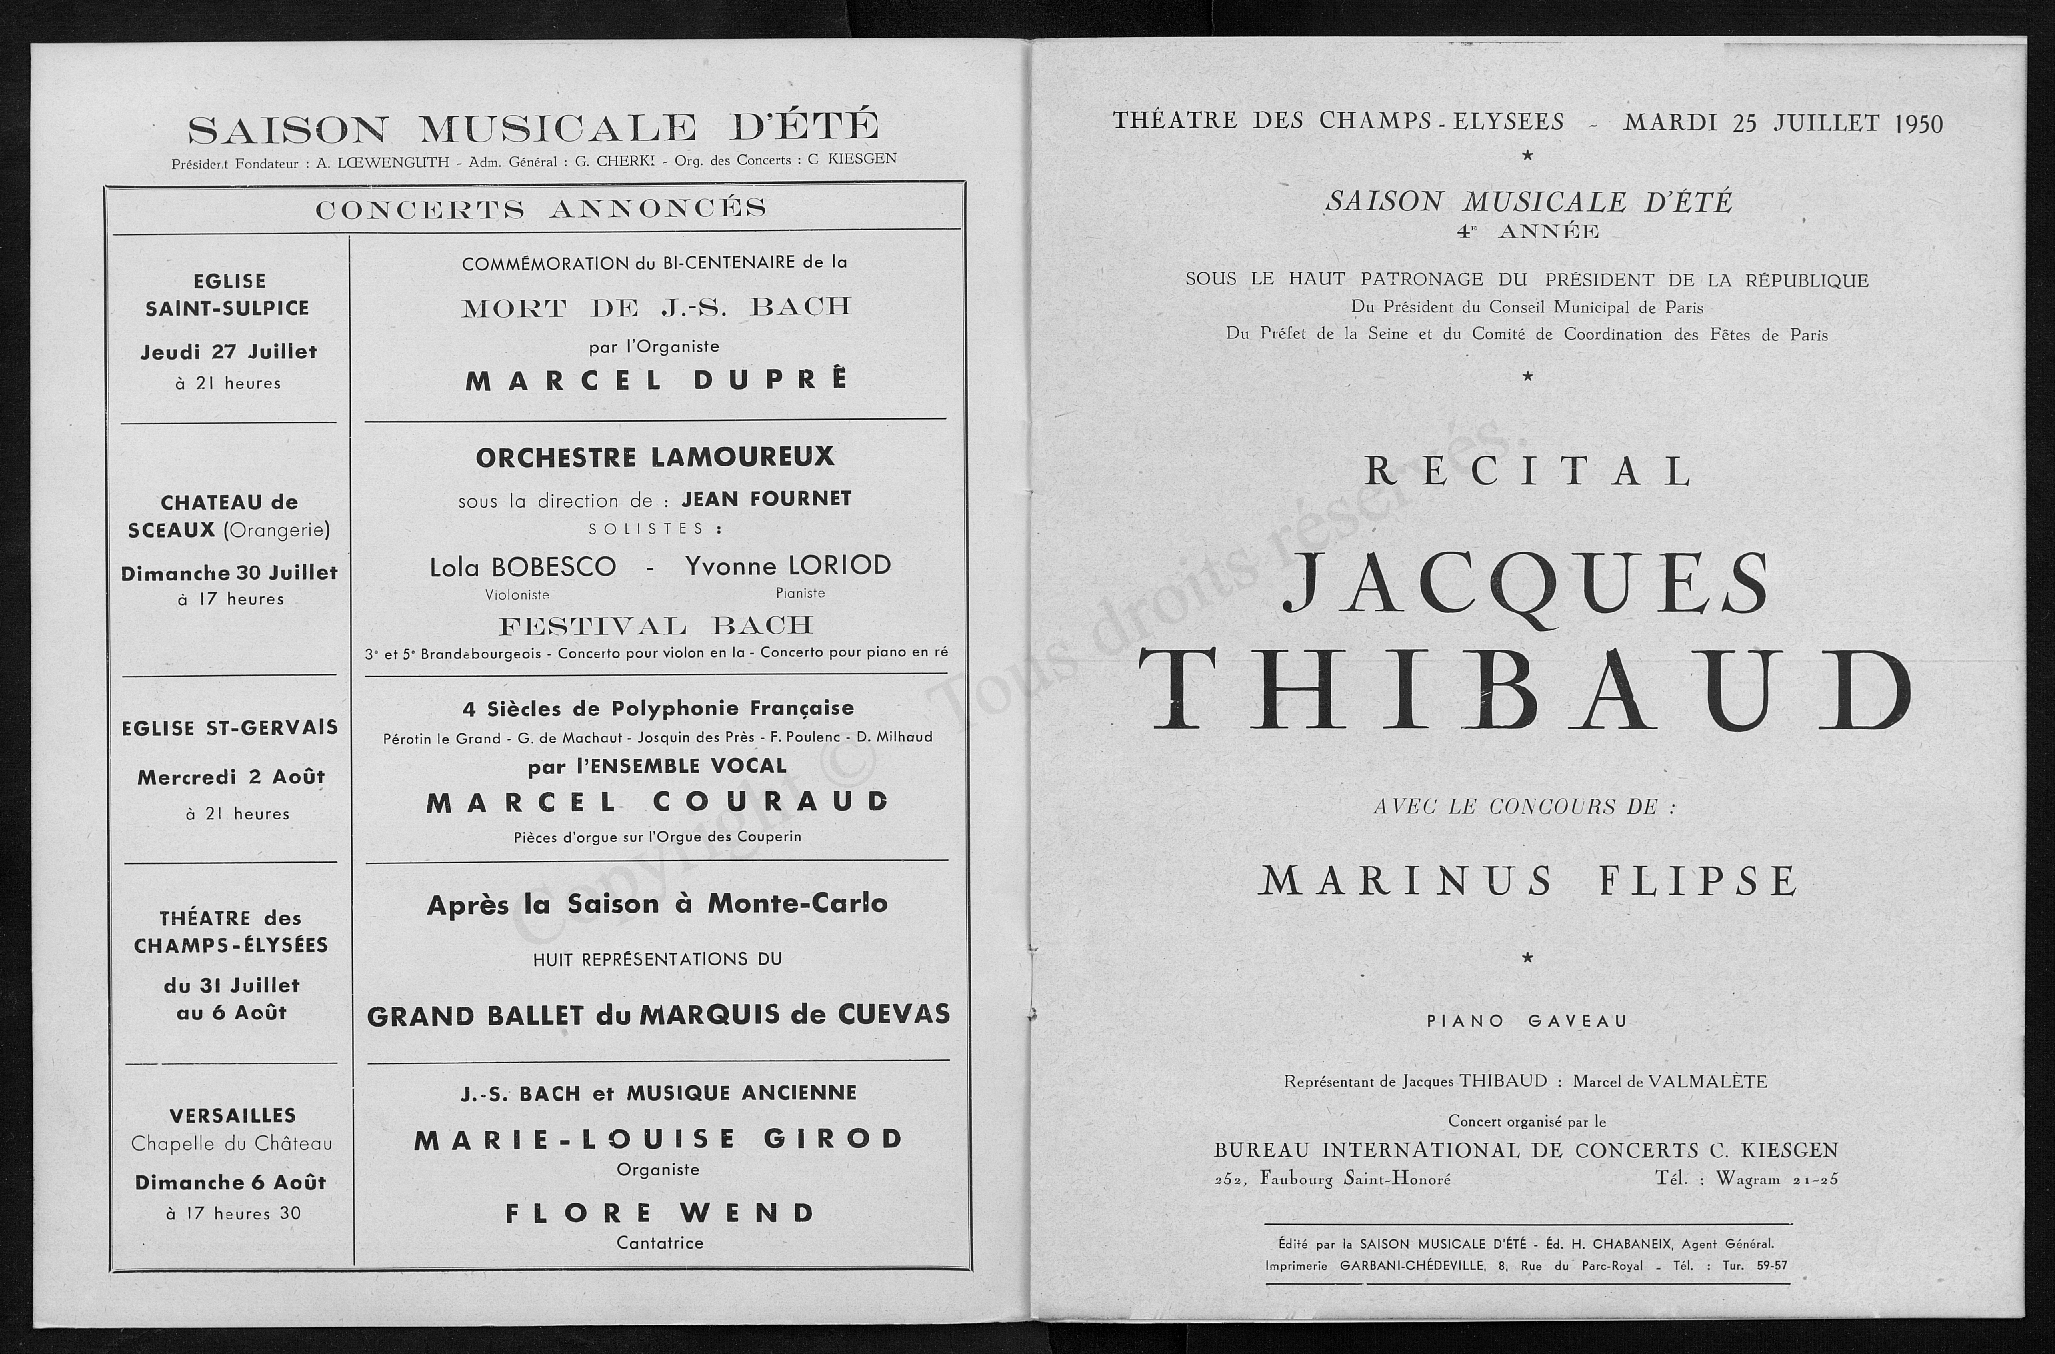 SAISON MUSICALE D'ÉTÉ
Président Fondateur : A. LŒWENGUTH - Adm. Général : G. CHERKI - Org. des Concerts : C. KIESGEN
CONCERTS ANNONCÉS
EGLISE
SAINT-SULPICE
Jeudi 27 Juillet
à 21 heures
COMMÉMORATION du BI-CENTENAIRE de la
MORT DE J.-S. BACH
par l'Organiste
MARCEL DUPRÉ
CHATEAU de
SCEAUX (Orangerie)
Dimanche 30 Juillet
à 17 heures
ORCHESTRE LAMOUREUX
sous la direction de : JEAN FOURNET
SOLISTES :
Lola BOBESCO - Yvonne LORIOD
Violoniste Pianiste
FESTIVAL BACH
3e et 5e Brandebourgeois - Concerto pour violon en la - Concerto pour piano en ré
EGLISE ST-GERVAIS
Mercredi 2 Août
à 21 heures
4 Siècles de Polyphonie Française
Pérotin le Grand - G. de Machaut - Josquin des Près - F. Poulenc - D. Milhaud
par l'ENSEMBLE VOCAL
MARCEL COURAUD
Pièces d'orgue sur l'Orgue des Couperin
THÉATRE des
CHAMPS-ÉLYSÉES
du 31 Juillet
au 6 Août
Après la Saison à Monte-Carlo
HUIT REPRÉSENTATIONS DU
GRAND BALLET du MARQUIS de CUEVAS
VERSAILLES
Chapelle du Château
Dimanche 6 Août
à 17 heures 30
J.-S. BACH et MUSIQUE ANCIENNE
MARIE-LOUISE GIROD
Organiste
FLORE WEND
Cantatrice
THÉATRE DES CHAMPS-ELYSEES - MARDI 25 JUILLET 1950
★
SAISON MUSICALE D'ÉTÉ
4me ANNÉE
SOUS LE HAUT PATRONAGE DU PRÉSIDENT DE LA RÉPUBLIQUE
Du Président du Conseil Municipal de Paris
Du Préfet de la Seine et du Comité de Coordination des Fêtes de Paris
★
RECITAL
JACQUES
THIBAUD
AVEC LE CONCOURS DE :
MARINUS FLIPSE
★
PIANO GAVEAU
Représentant de Jacques THIBAUD : Marcel de VALMALÈTE
Concert organisé par le
BUREAU INTERNATIONAL DE CONCERTS C. KIESGEN
252, Faubourg Saint-Honoré Tél. : Wagram 21-25
Édité par la SAISON MUSICALE D'ÉTÉ - Éd. H. CHABANEIX, Agent Général.
Imprimerie GARBANI-CHÉDEVILLE, 8, Rue du Parc-Royal - Tél. : Tur. 59-57
Copyright © Tous droits réservés.